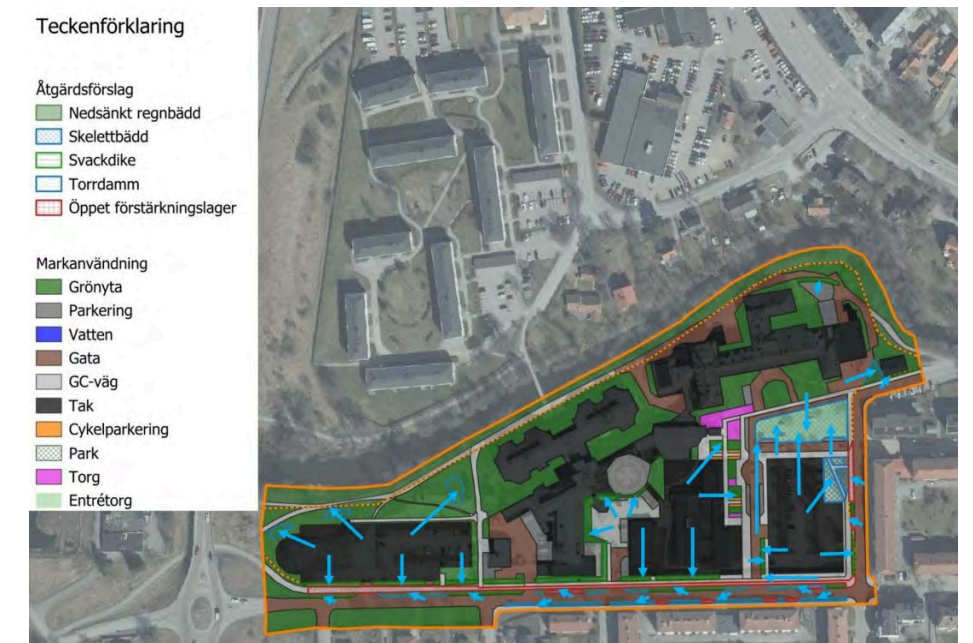 Teckenförklaring
Åtgärdsförslag
Nedsänkt regnbädd
Skelettbädd
Svackdike
Torrdamm
Öppet förstärkningslager
Markanvändning
Grönyta
Parkering
Vatten
Gata
GC-väg
Tak
Cykelparkering
Park
Torg
Entrétorg